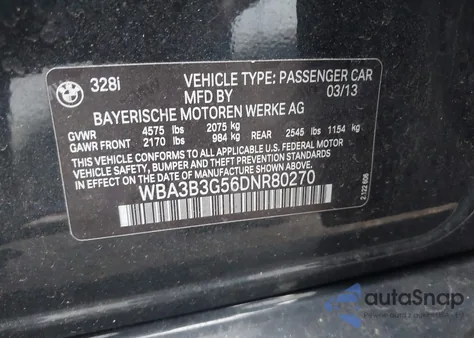 328i VEHICLE TYPE: PASSENGER CAR
MFD BY 03/13
BAYERISCHE MOTOREN WERKE AG
GVWR 4575 lbs 2075 kg
GAWR FRONT 2170 lbs 984 kg REAR 2545 lbs 1154 kg
THIS VEHICLE CONFORMS TO ALL APPLICABLE U.S. FEDERAL MOTOR
VEHICLE SAFETY, BUMPER, AND THEFT PREVENTION STANDARDS
IN EFFECT ON THE DATE OF MANUFACTURE SHOWN ABOVE.
WBA3B3G56DNR80270
autoSnap